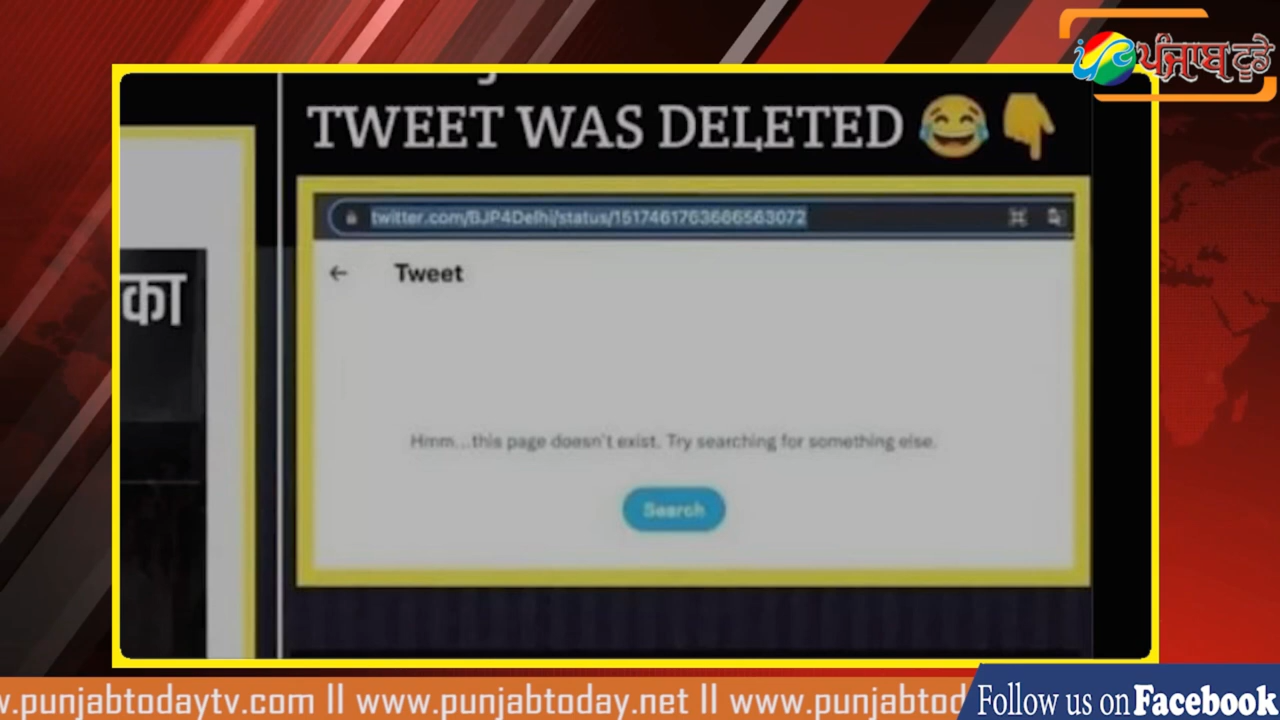 ਪੰਜਾਬ ਟੂਡੇ
TWEET WAS DELETED 😂👇
twitter.com/BJP4Delhi/status/1517461763666563072
Tweet
का
Hmm...this page doesn't exist. Try searching for something else.
Search
w.punjabtodaytv.com ll www.punjabtoday.net ll www.punjabtod
Follow us on Facebook